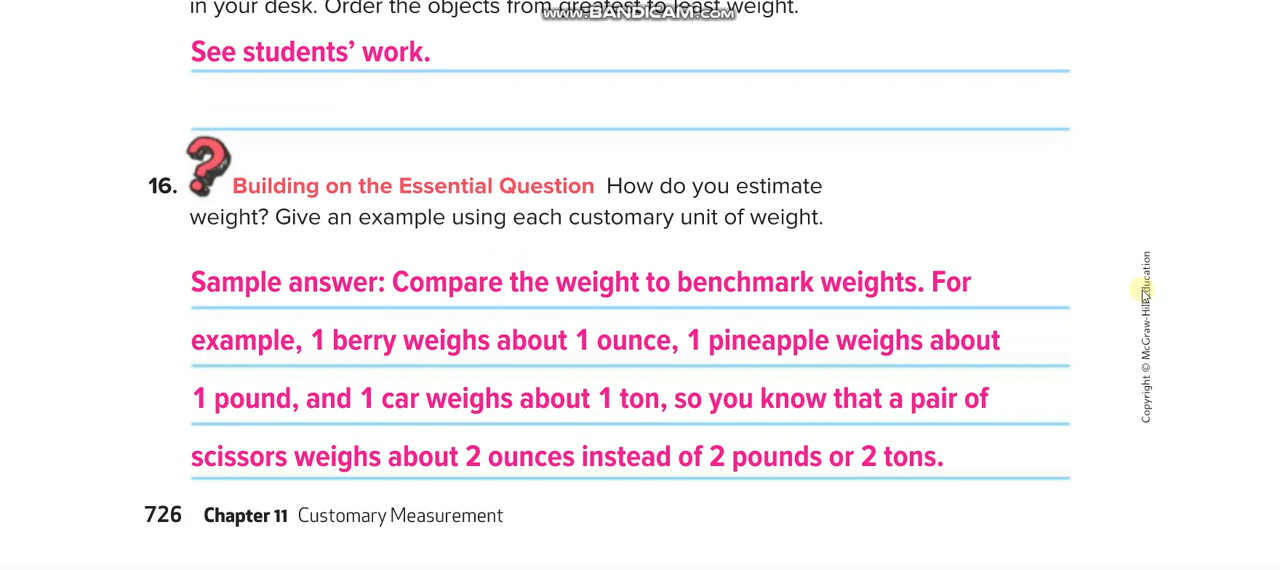 in your desk. Order the objects from greatest to least weight.
www.BANDICAM.com
See students' work.
16. ? Building on the Essential Question How do you estimate
weight? Give an example using each customary unit of weight.
Sample answer: Compare the weight to benchmark weights. For
example, 1 berry weighs about 1 ounce, 1 pineapple weighs about
1 pound, and 1 car weighs about 1 ton, so you know that a pair of
scissors weighs about 2 ounces instead of 2 pounds or 2 tons.
726 Chapter 11 Customary Measurement
Copyright © McGraw-Hill Education